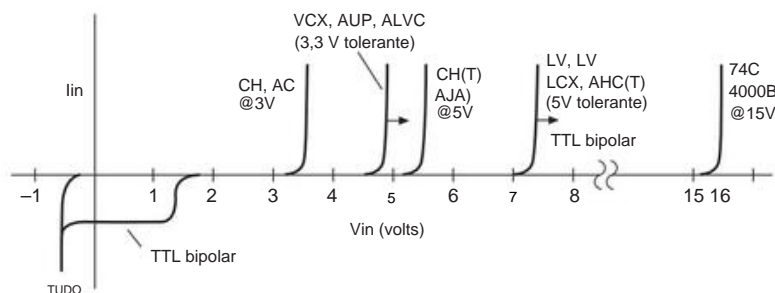 VCX, AUP, ALVC
(3,3 V tolerante)
Iin
CH, AC
@3V
CH(T)
AJA)
@5V
LV, LV
LCX, AHC(T)
(5V tolerante)
TTL bipolar
74C
4000B
@15V
–1 1 2 3 4 5 6 7 8 15 16
Vin (volts)
TTL bipolar
TUDO